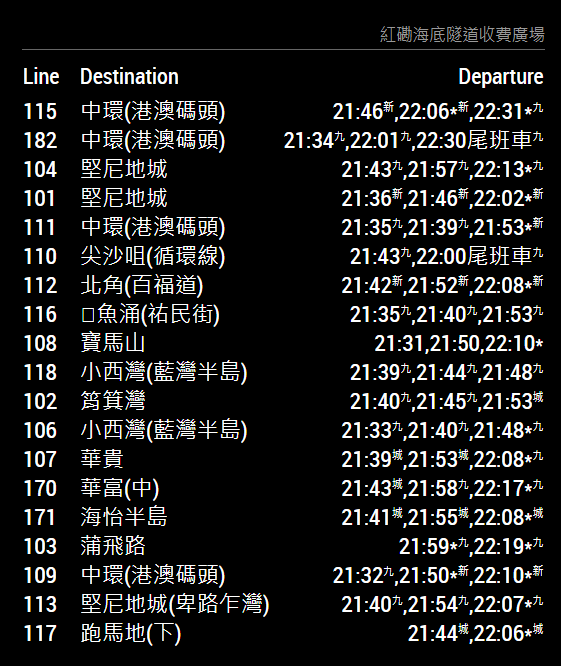 紅磡海底隧道收費廣場
Line Destination Departure
115 中環(港澳碼頭) 21:46新,22:06*新,22:31*九
182 中環(港澳碼頭) 21:34九,22:01九,22:30尾班車九
104 堅尼地城 21:43九,21:57九,22:13*九
101 堅尼地城 21:36新,21:46新,22:02*新
111 中環(港澳碼頭) 21:35九,21:39九,21:53*新
110 尖沙咀(循環線) 21:43九,22:00尾班車九
112 北角(百福道) 21:42新,21:52新,22:08*新
116 □魚涌(祐民街) 21:35九,21:40九,21:53九
108 寶馬山 21:31,21:50,22:10*
118 小西灣(藍灣半島) 21:39九,21:44九,21:48九
102 筲箕灣 21:40九,21:45九,21:53城
106 小西灣(藍灣半島) 21:33九,21:40九,21:48*九
107 華貴 21:39城,21:53城,22:08*九
170 華富(中) 21:43城,21:58九,22:17*九
171 海怡半島 21:41城,21:55城,22:08*城
103 蒲飛路 21:59*九,22:19*九
109 中環(港澳碼頭) 21:32九,21:50*新,22:10*新
113 堅尼地城(卑路乍灣) 21:40九,21:54九,22:07*九
117 跑馬地(下) 21:44城,22:06*城